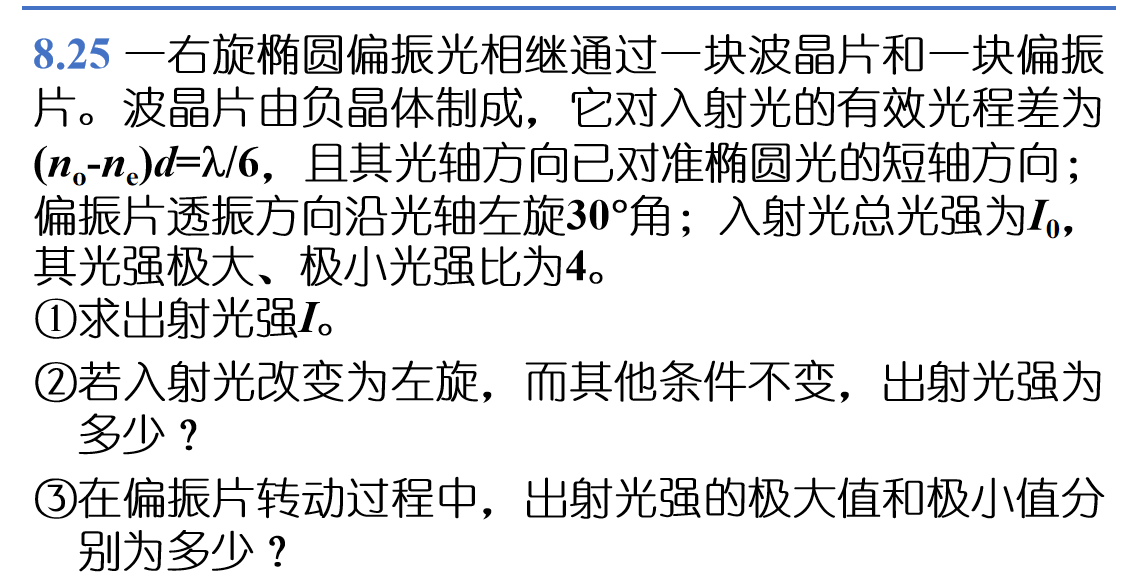 8.25 一右旋椭圆偏振光相继通过一块波晶片和一块偏振
片。波晶片由负晶体制成，它对入射光的有效光程差为
(nₒ-nₑ)d=λ/6，且其光轴方向已对准椭圆光的短轴方向；
偏振片透振方向沿光轴左旋30°角；入射光总光强为I₀，
其光强极大、极小光强比为4。
①求出射光强I。
②若入射光改变为左旋，而其他条件不变，出射光强为
多少？
③在偏振片转动过程中，出射光强的极大值和极小值分
别为多少？